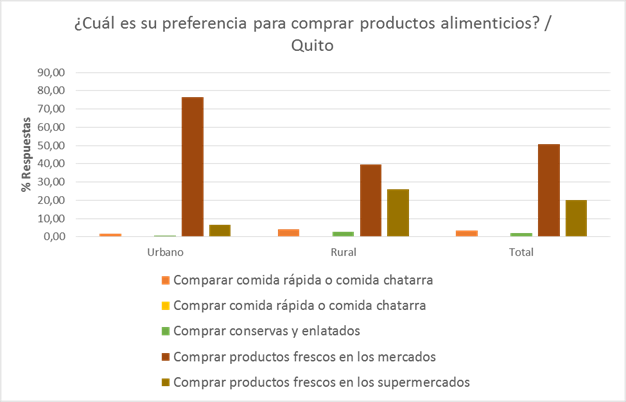 ¿Cuál es su preferencia para comprar productos alimenticios? /
Quito
% Respuestas
90,00
80,00
70,00
60,00
50,00
40,00
30,00
20,00
10,00
0,00
Urbano Rural Total
Comparar comida rápida o comida chatarra
Comprar comida rápida o comida chatarra
Comprar conservas y enlatados
Comprar productos frescos en los mercados
Comprar productos frescos en los supermercados